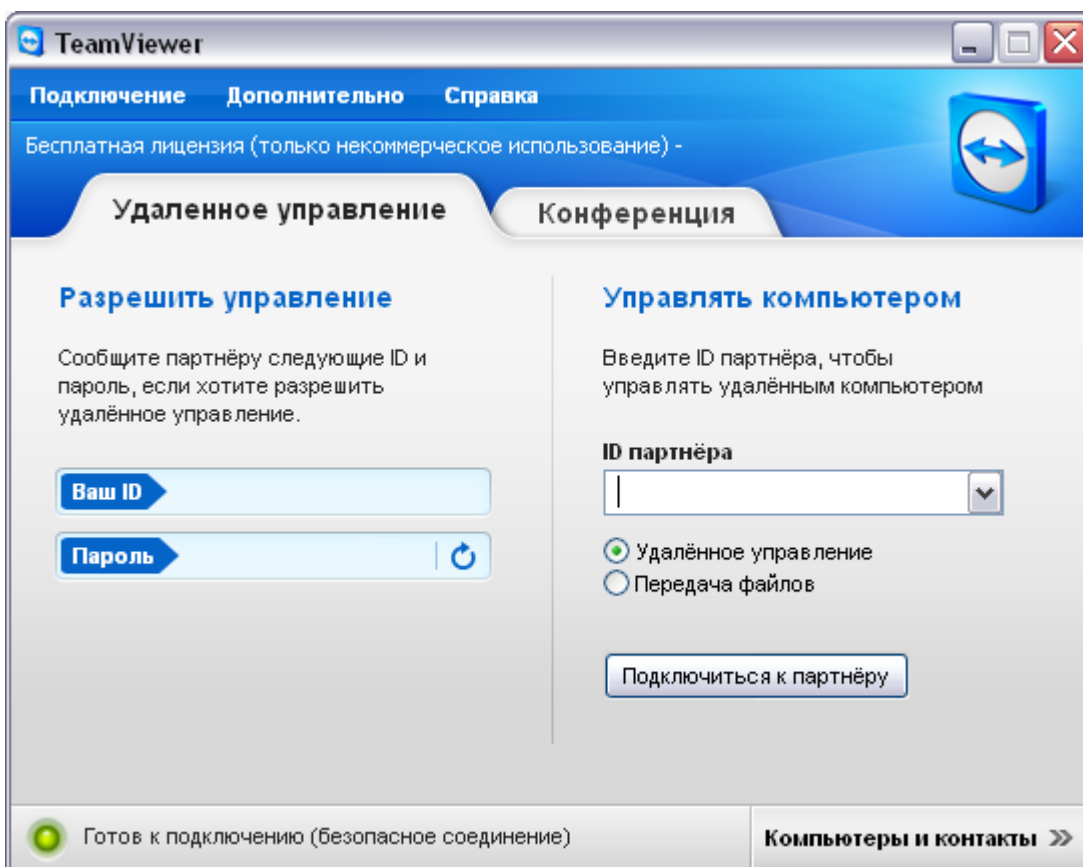 TeamViewer
Подключение Дополнительно Справка
Бесплатная лицензия (только некоммерческое использование) -
Удаленное управление Конференция
Разрешить управление
Сообщите партнёру следующие ID и
пароль, если хотите разрешить
удалённое управление.
Ваш ID
Пароль
Управлять компьютером
Введите ID партнёра, чтобы
управлять удалённым компьютером
ID партнёра
Удалённое управление
Передача файлов
Подключиться к партнёру
Готов к подключению (безопасное соединение)
Компьютеры и контакты